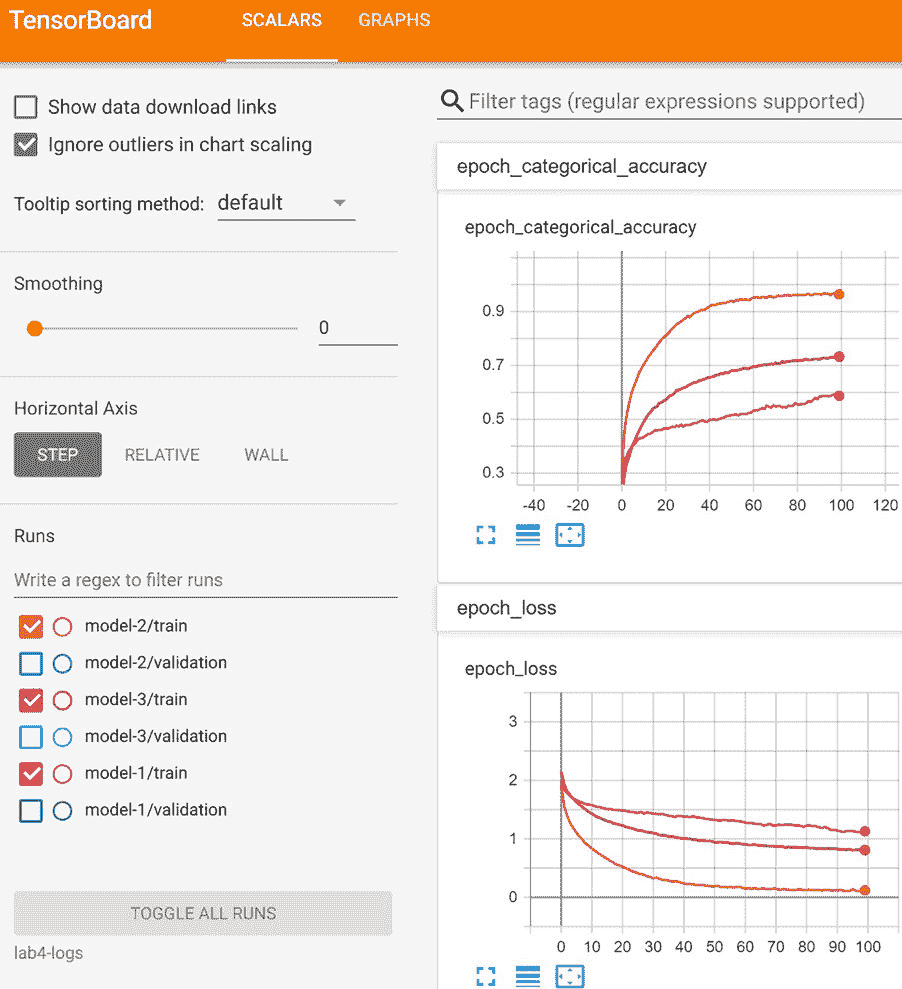 TensorBoard
SCALARS GRAPHS
Show data download links
Ignore outliers in chart scaling
Tooltip sorting method: default
Smoothing
0
Horizontal Axis
STEP RELATIVE WALL
Runs
Write a regex to filter runs
model-2/train
model-2/validation
model-3/train
model-3/validation
model-1/train
model-1/validation
TOGGLE ALL RUNS
lab4-logs
Filter tags (regular expressions supported)
epoch_categorical_accuracy
epoch_categorical_accuracy
0.9
0.7
0.5
0.3
-40 -20 0 20 40 60 80 100 120
epoch_loss
epoch_loss
3
2
1
0
0 10 20 30 40 50 60 70 80 90 100